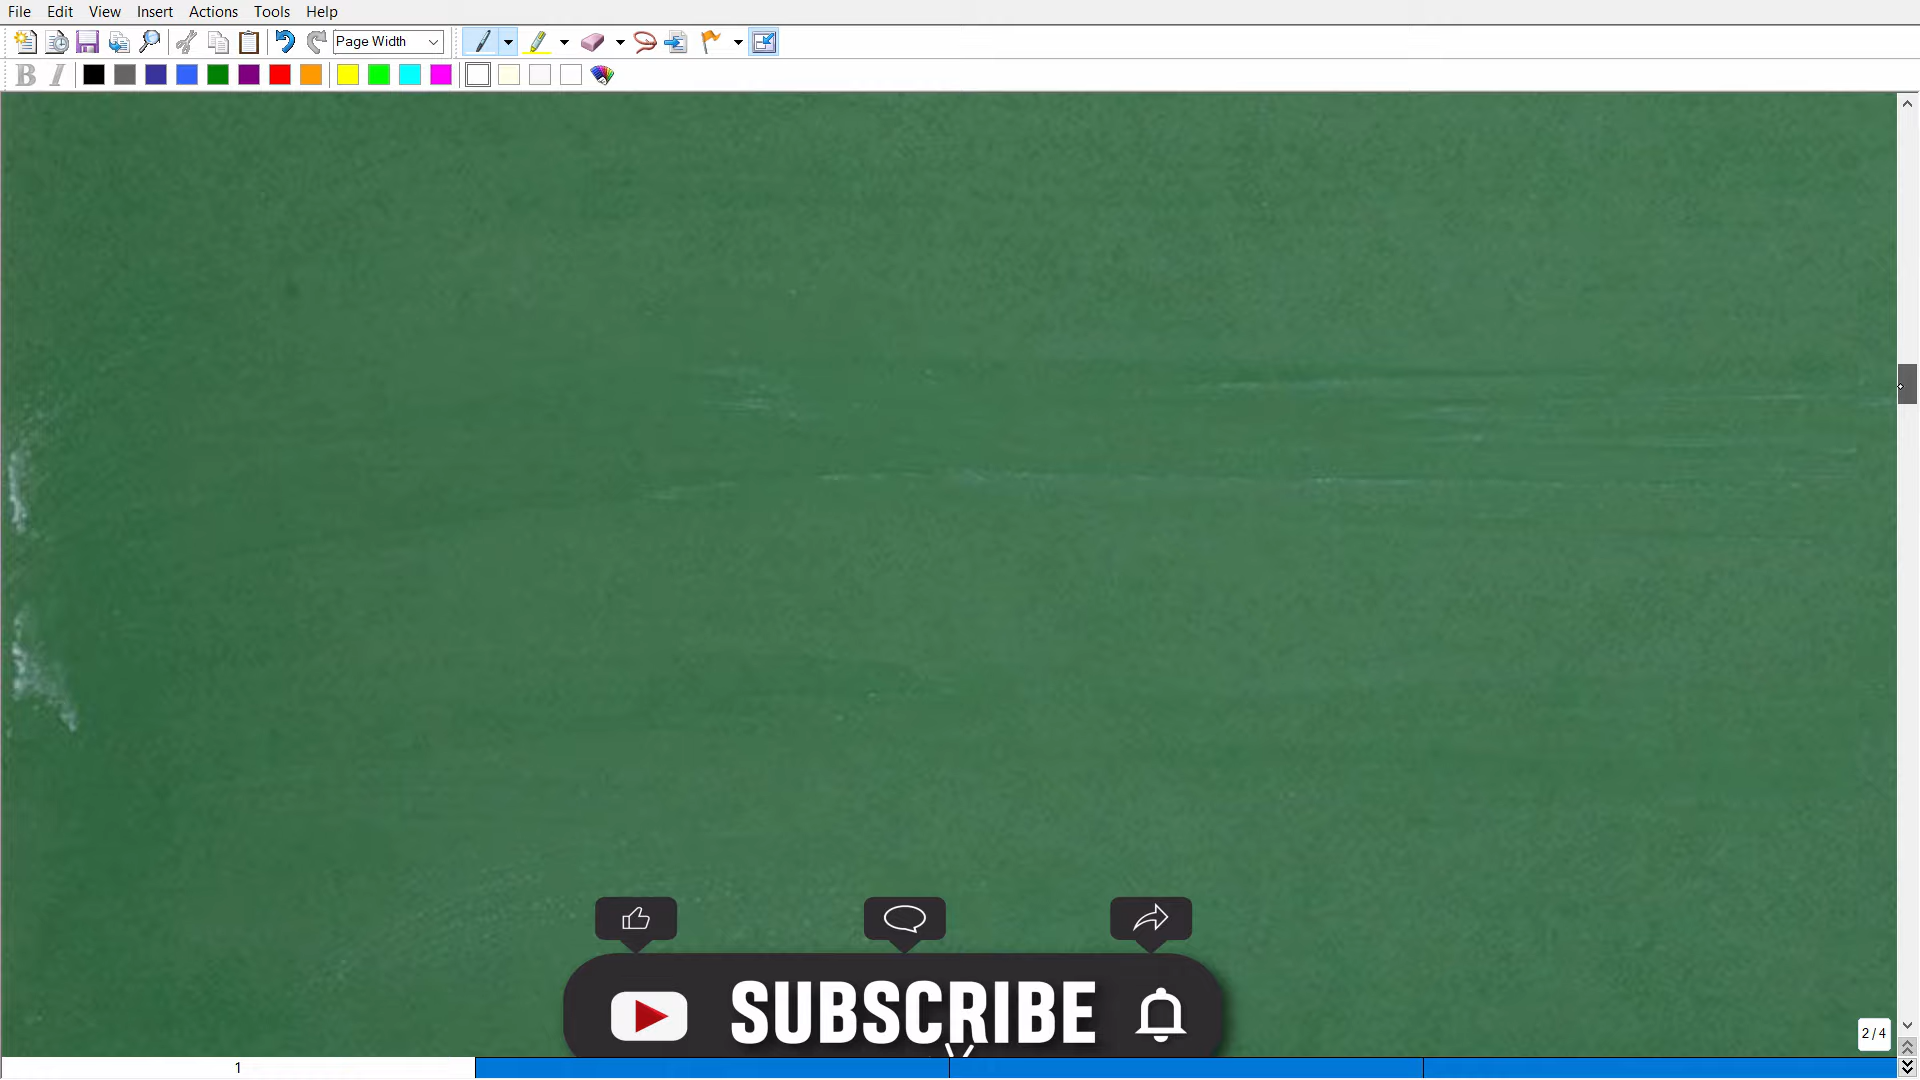 File Edit View Insert Actions Tools Help
Page Width
B I
SUBSCRIBE
2 / 4
1